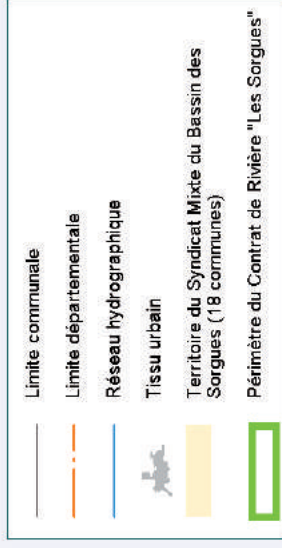 Limite communale
Limite départementale
Réseau hydrographique
Tissu urbain
Territoire du Syndicat Mixte du Bassin des
Sorgues (18 communes)
Périmètre du Contrat de Rivière "Les Sorgues"